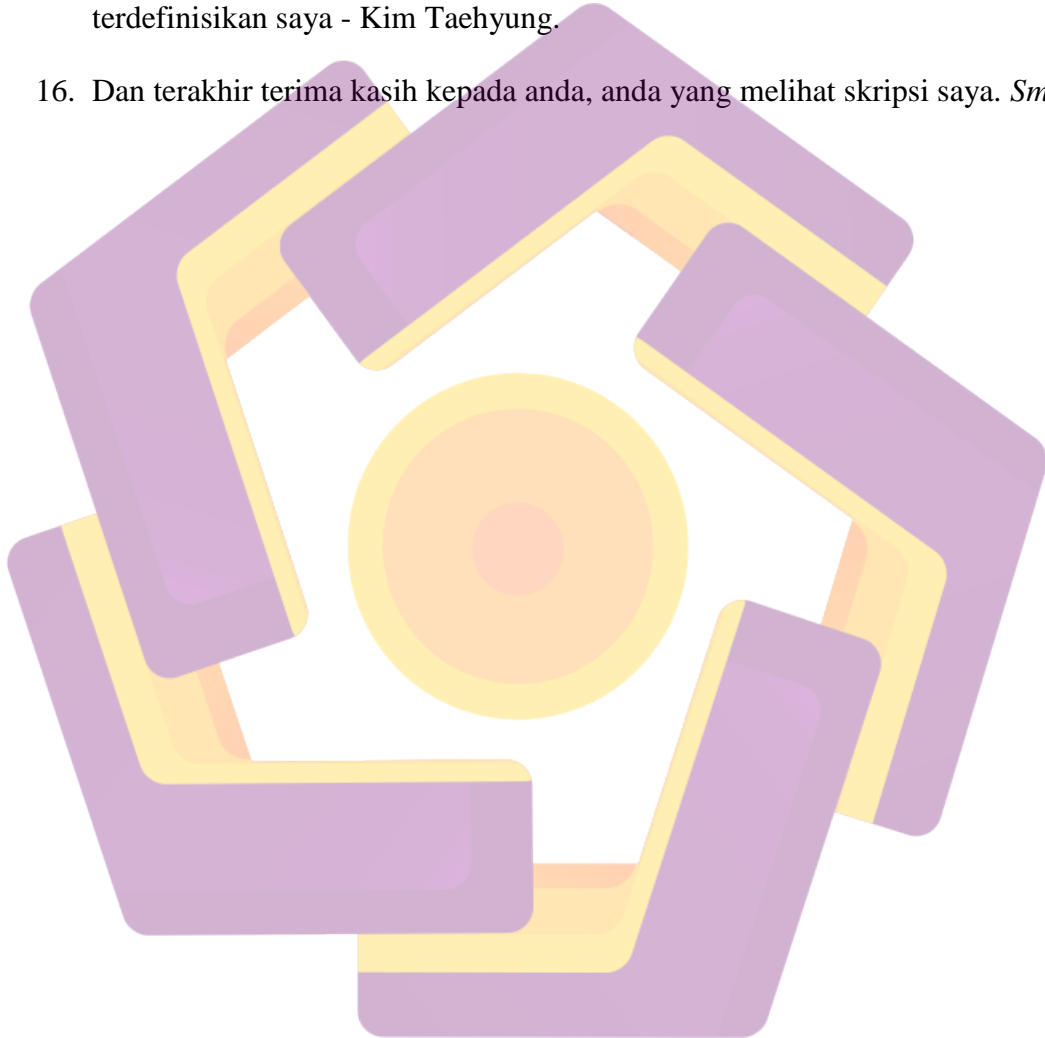 terdefinisikan saya - Kim Taehyung.
16. Dan terakhir terima kasih kepada anda, anda yang melihat skripsi saya.